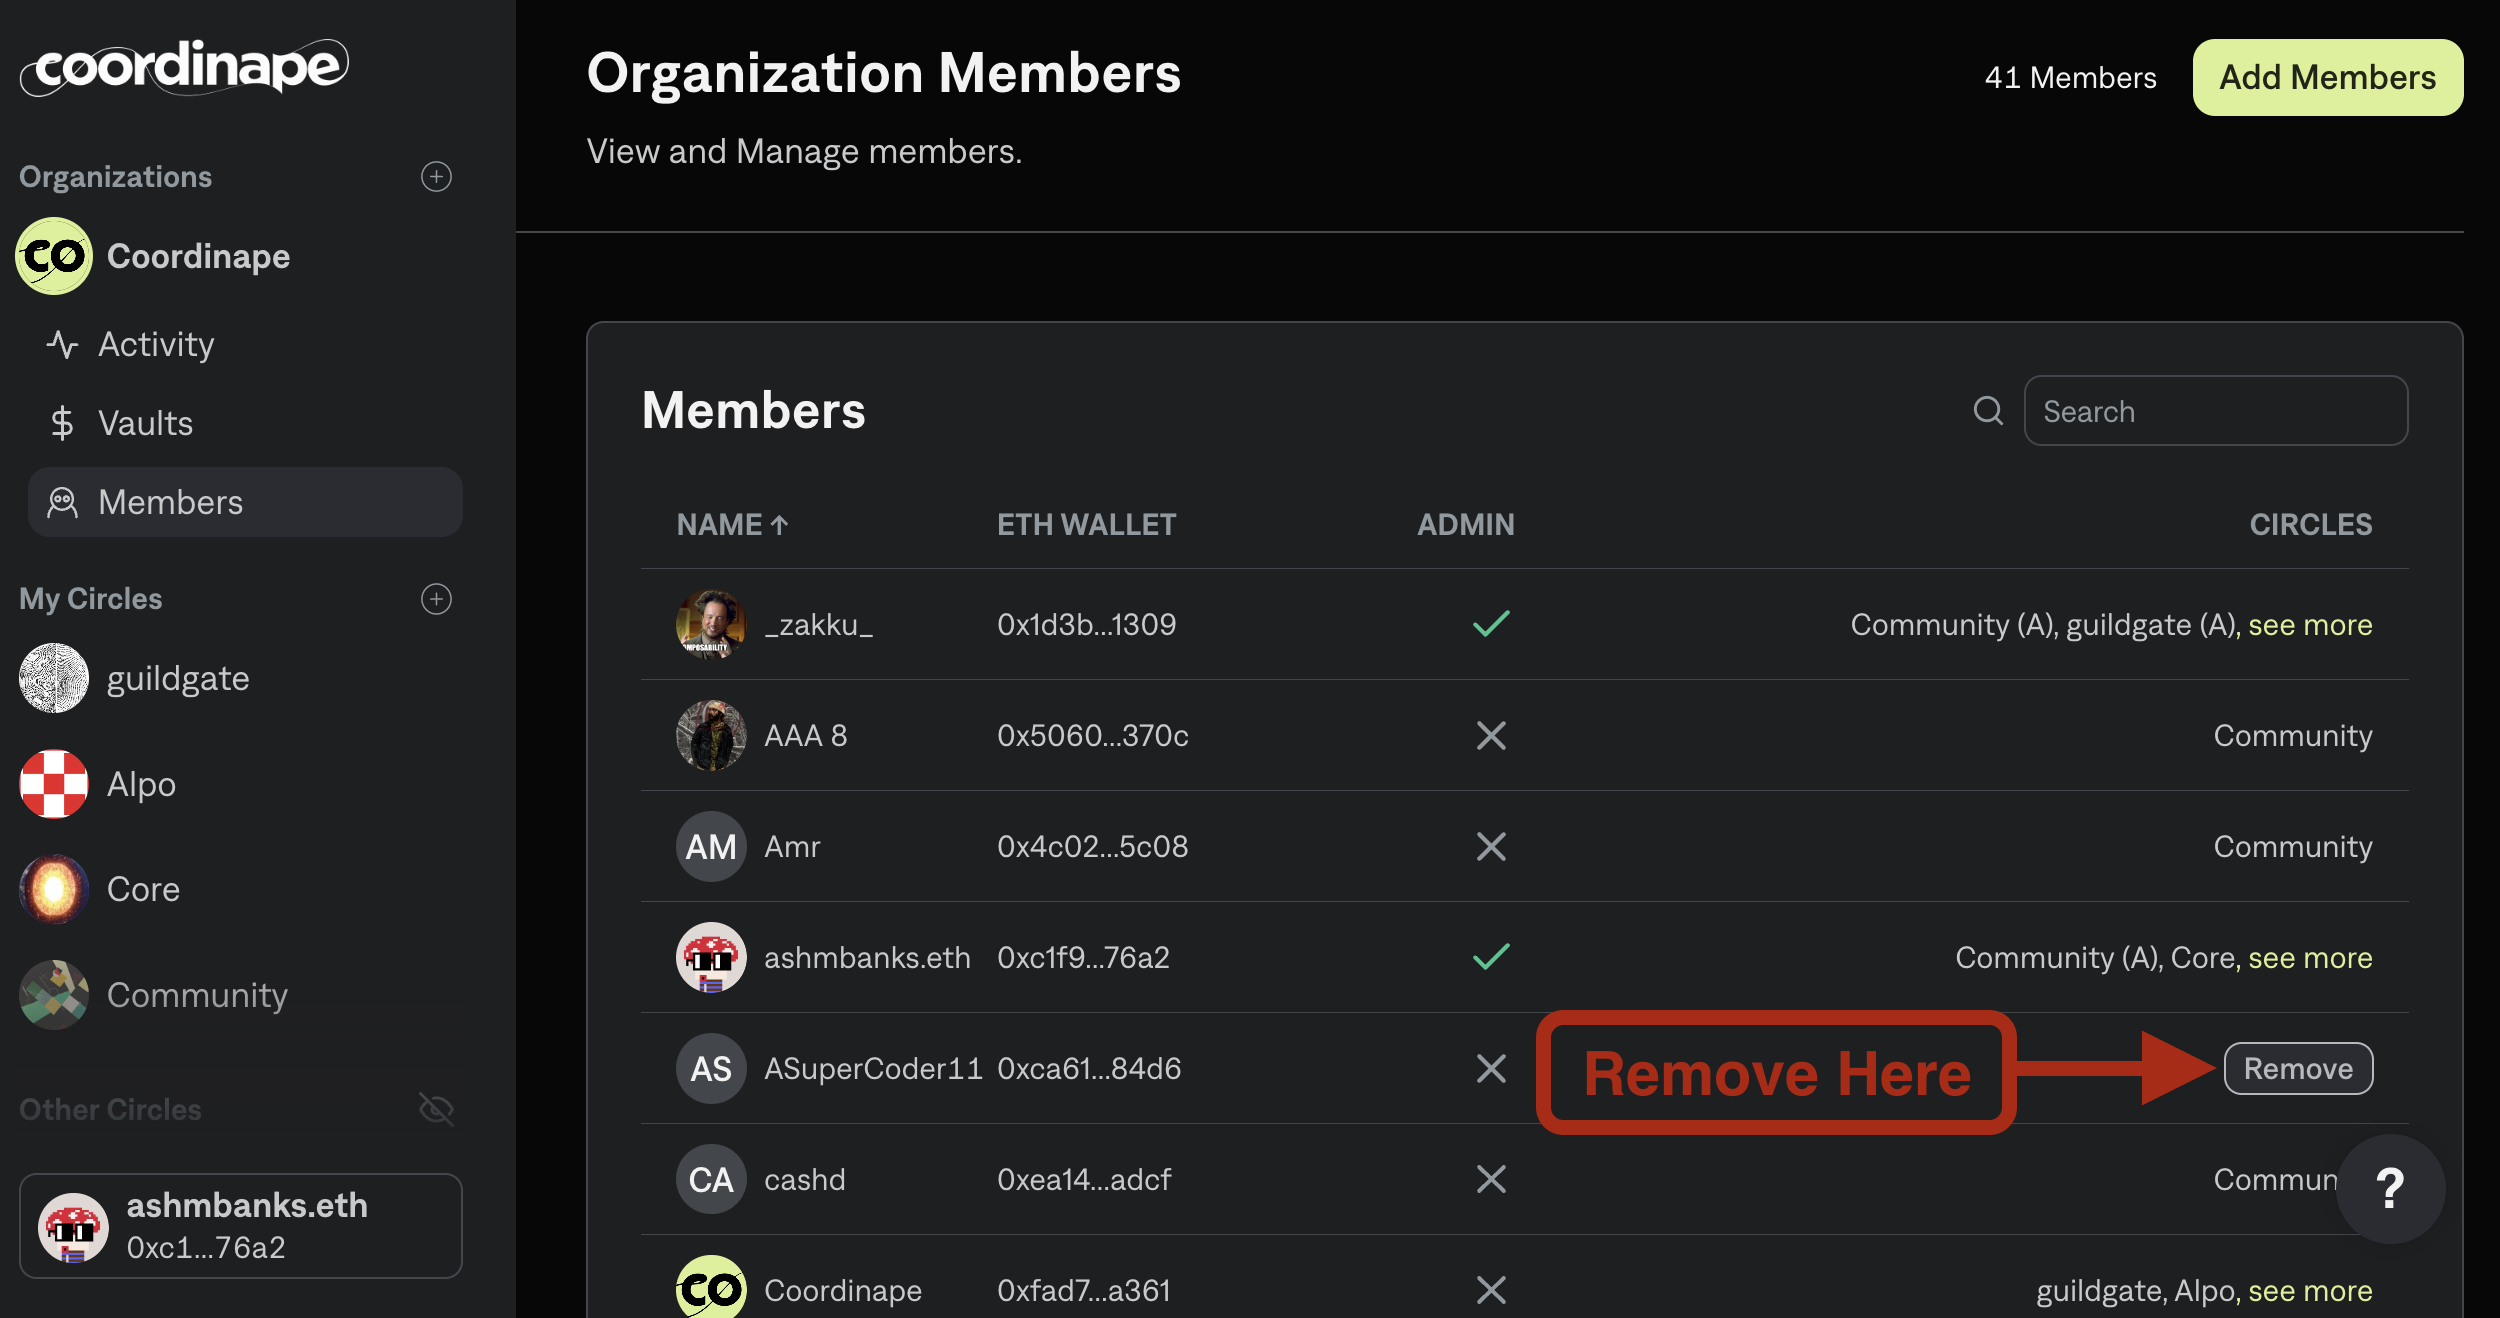 coordinape
Organizations
Coordinape
Activity
Vaults
Members
My Circles
guildgate
Alpo
Core
Community
Other Circles
ashmbanks.eth
0xc1...76a2
Organization Members
41 Members
Add Members
View and Manage members.
Members
Search
NAME ↑ ETH WALLET ADMIN CIRCLES
_zakku_ 0x1d3b...1309 Community (A), guildgate (A), see more
AAA 8 0x5060...370c Community
AM Amr 0x4c02...5c08 Community
ashmbanks.eth 0xc1f9...76a2 Community (A), Core, see more
AS ASuperCoder11 0xca61...84d6 Remove Here Remove
CA cashd 0xea14...adcf Commun
?
co Coordinape 0xfad7...a361 guildgate, Alpo, see more